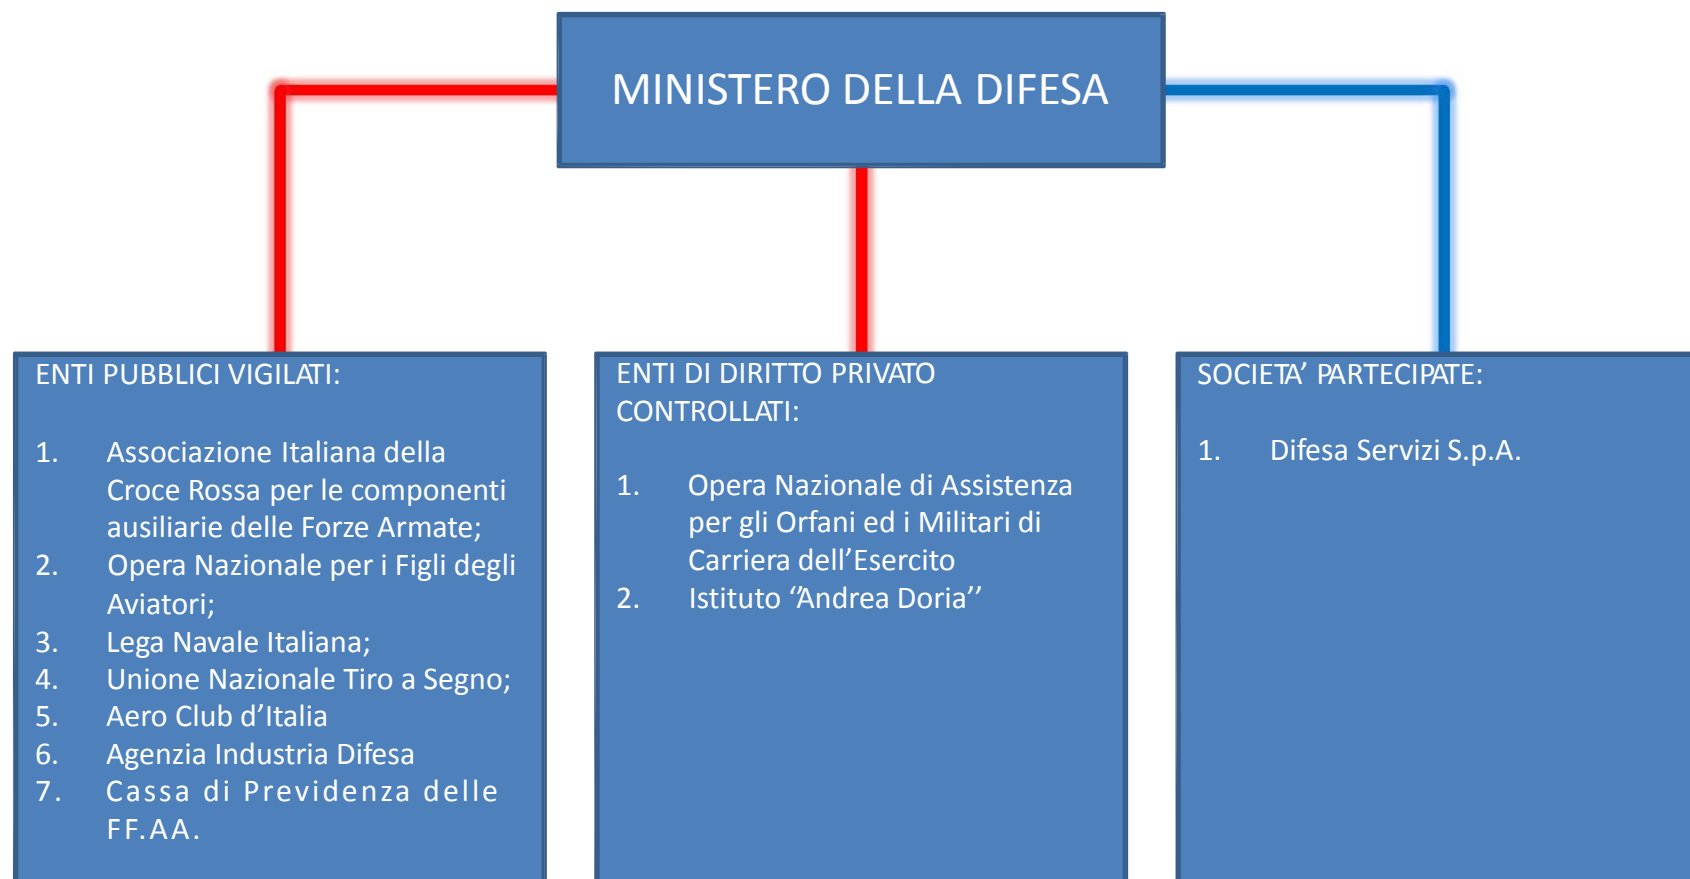 MINISTERO DELLA DIFESA
ENTI PUBBLICI VIGILATI:
1. Associazione Italiana della
Croce Rossa per le componenti
ausiliarie delle Forze Armate;
2. Opera Nazionale per i Figli degli
Aviatori;
3. Lega Navale Italiana;
4. Unione Nazionale Tiro a Segno;
5. Aero Club d’Italia
6. Agenzia Industria Difesa
7. Cassa di Previdenza delle
FF.AA.
ENTI DI DIRITTO PRIVATO
CONTROLLATI:
1. Opera Nazionale di Assistenza
per gli Orfani ed i Militari di
Carriera dell’Esercito
2. Istituto ‘’Andrea Doria’’
SOCIETA’ PARTECIPATE:
1. Difesa Servizi S.p.A.